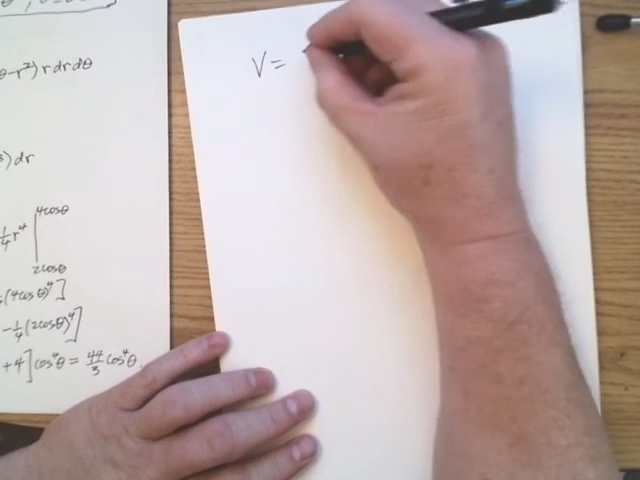 θ-r²) r dr dθ
) dr
¼r⁴ |
4cosθ
2cosθ
(4cosθ)⁴]
-¼(2cosθ)⁴]
+4] cos⁴θ = 44/3 cos⁴θ.
V =